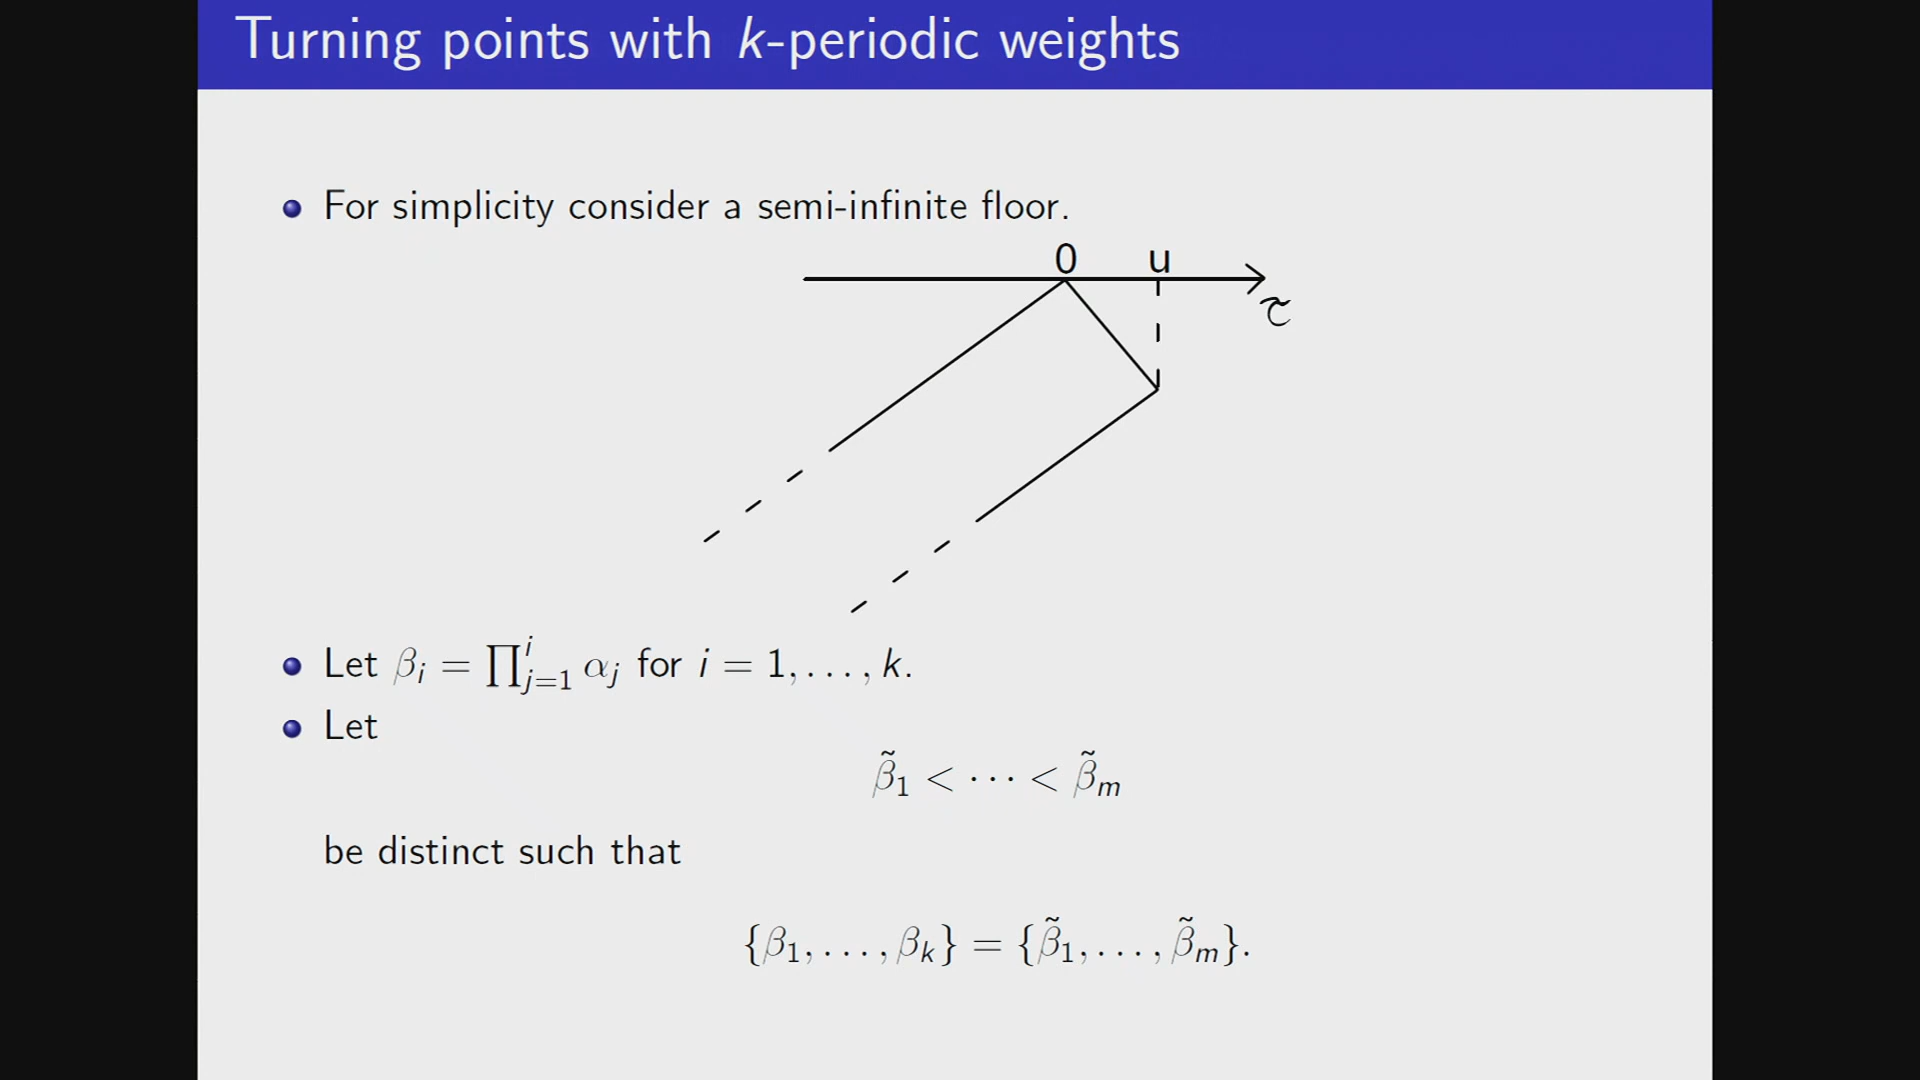 Turning points with k-periodic weights
For simplicity consider a semi-infinite floor.
0 u
τ
Let β_i = ∏_{j=1}^{i} α_j for i = 1, . . . , k.
Let
β̃_1 < · · · < β̃_m
be distinct such that
{β_1, . . . , β_k} = {β̃_1, . . . , β̃_m}.